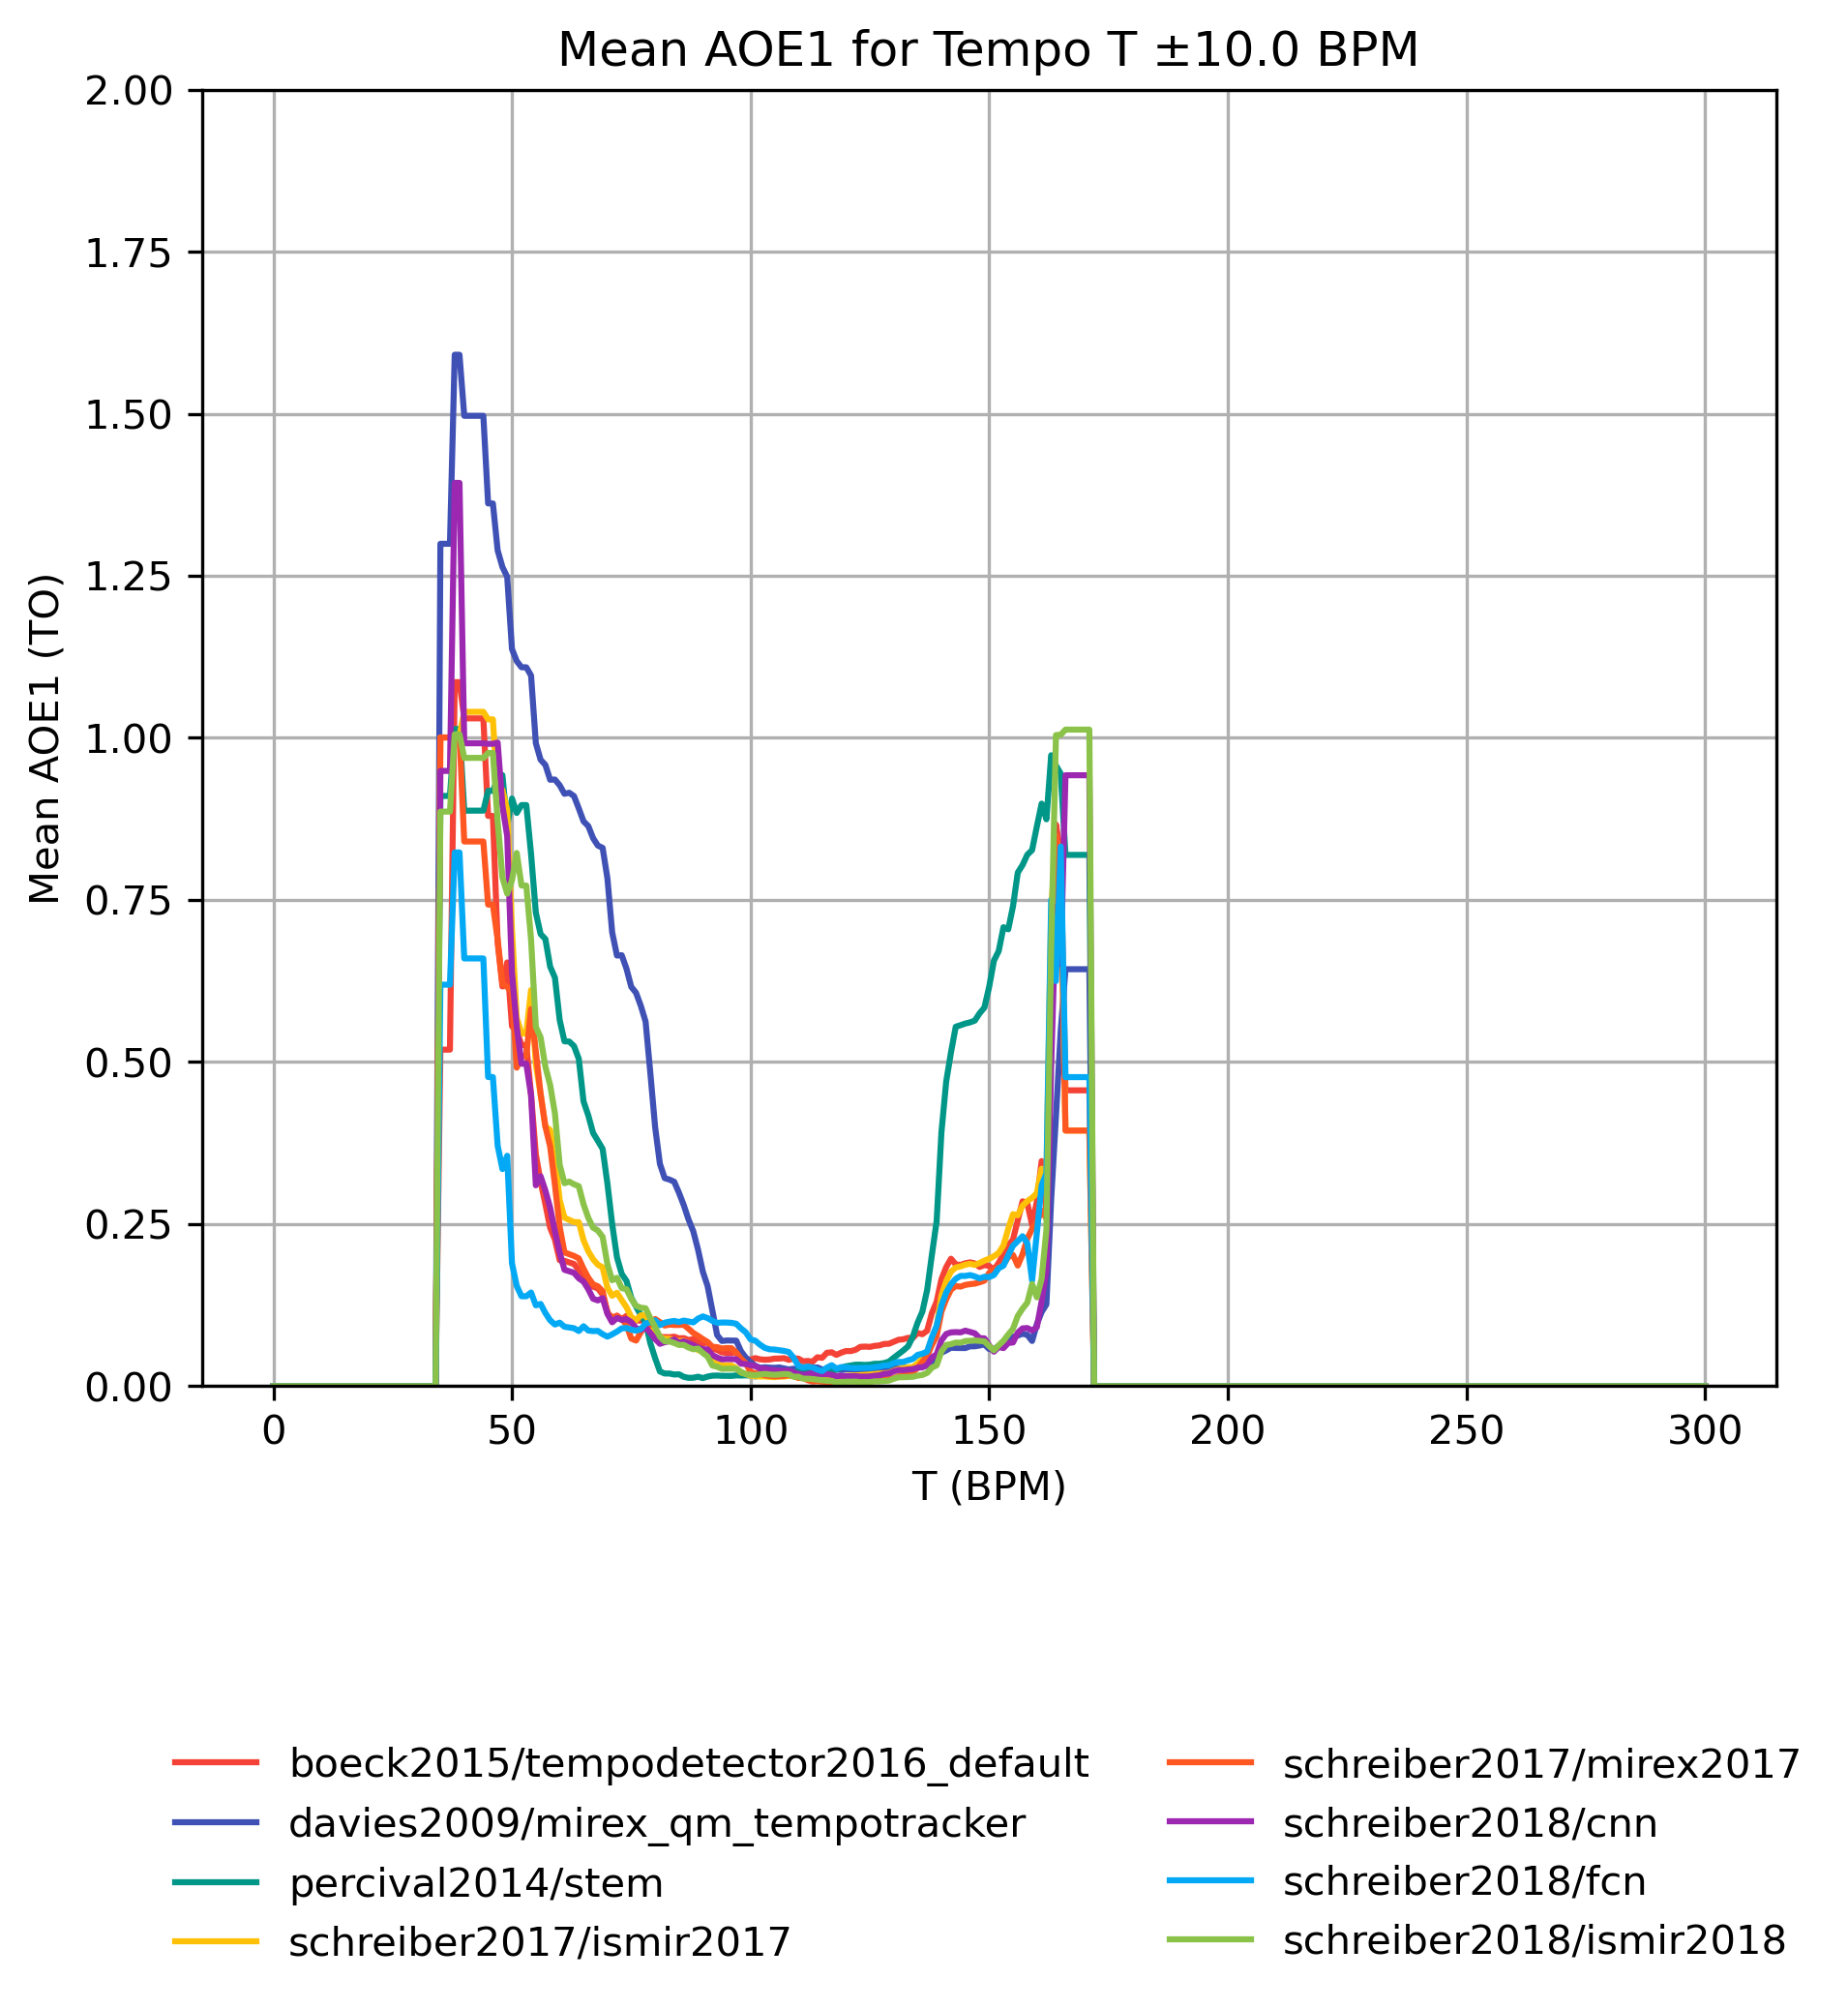 Mean AOE1 for Tempo T ±10.0 BPM
2.00
1.75
1.50
1.25
1.00
0.75
0.50
0.25
0.00
Mean AOE1 (TO)
0 50 100 150 200 250 300
T (BPM)
boeck2015/tempodetector2016_default
davies2009/mirex_qm_tempotracker
percival2014/stem
schreiber2017/ismir2017
schreiber2017/mirex2017
schreiber2018/cnn
schreiber2018/fcn
schreiber2018/ismir2018